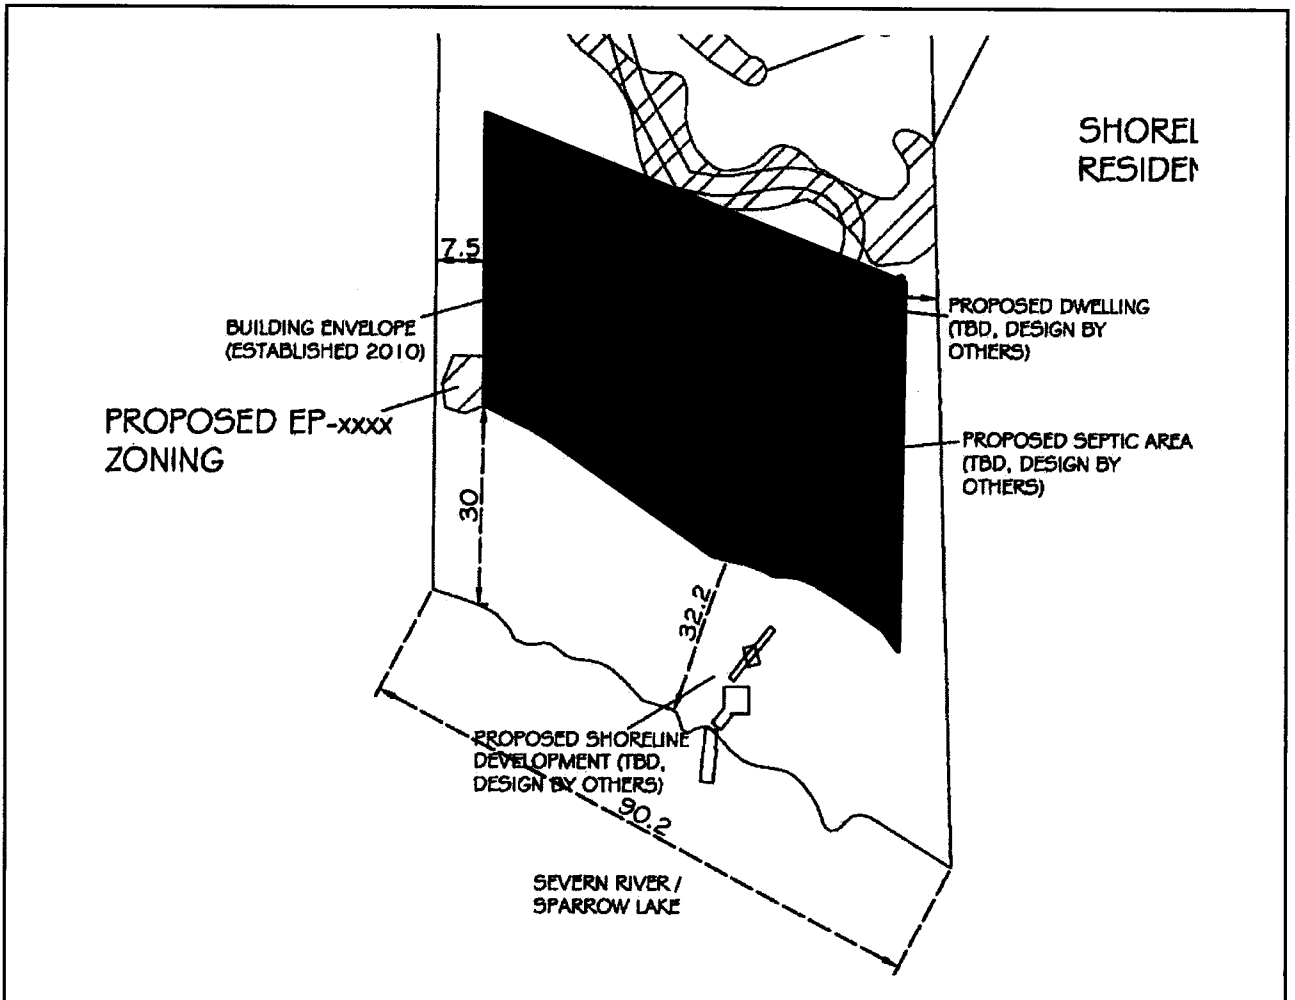 SHOREL
RESIDEN
7.5
BUILDING ENVELOPE
(ESTABLISHED 2010)
PROPOSED DWELLING
(TBD, DESIGN BY
OTHERS)
PROPOSED EP-xxxx
ZONING
PROPOSED SEPTIC AREA
(TBD, DESIGN BY
OTHERS)
30
32.2
PROPOSED SHORELINE
DEVELOPMENT (TBD,
DESIGN BY OTHERS)
90.2
SEVERN RIVER /
SPARROW LAKE